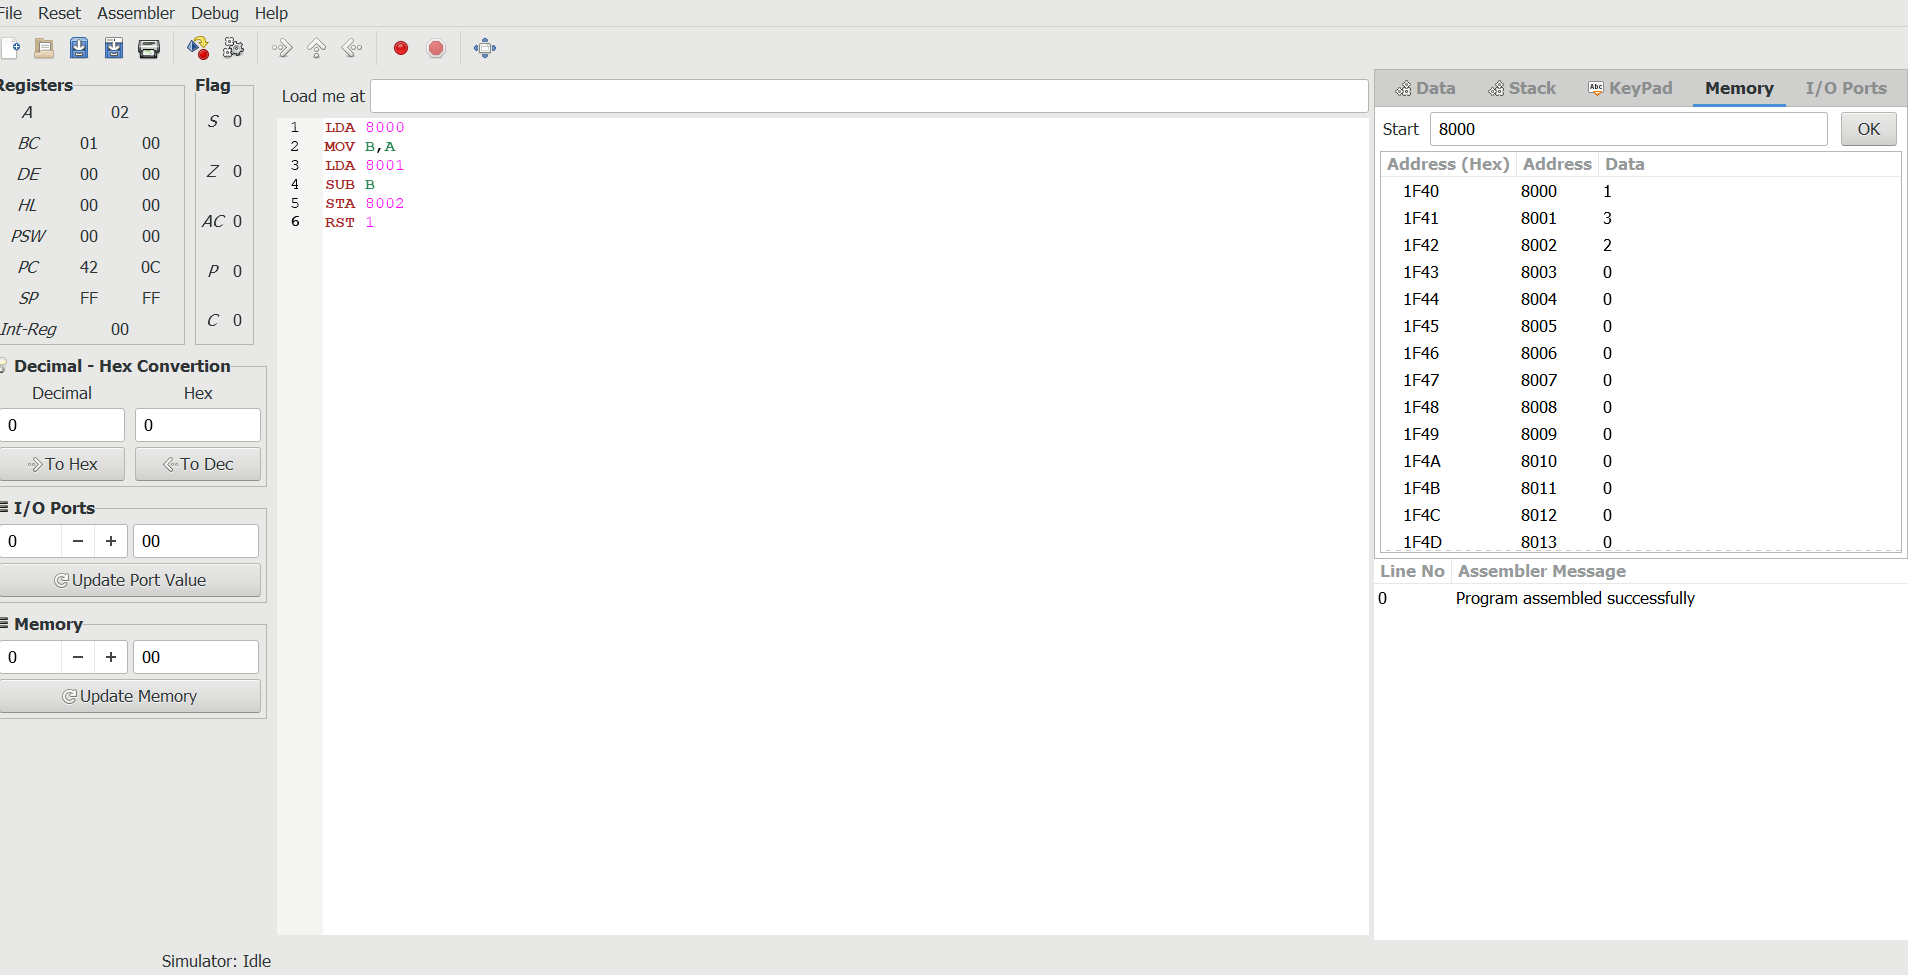 File Reset Assembler Debug Help
Registers
A 02
BC 01 00
DE 00 00
HL 00 00
PSW 00 00
PC 42 0C
SP FF FF
Int-Reg 00
Flag
S 0
Z 0
AC 0
P 0
C 0
Decimal - Hex Convertion
Decimal Hex
0 0
To Hex To Dec
I/O Ports
0 − + 00
Update Port Value
Memory
0 − + 00
Update Memory
Load me at
1 LDA 8000
2 MOV B,A
3 LDA 8001
4 SUB B
5 STA 8002
6 RST 1
Data Stack Abc KeyPad Memory I/O Ports
Start 8000 OK
Address (Hex) Address Data
1F40 8000 1
1F41 8001 3
1F42 8002 2
1F43 8003 0
1F44 8004 0
1F45 8005 0
1F46 8006 0
1F47 8007 0
1F48 8008 0
1F49 8009 0
1F4A 8010 0
1F4B 8011 0
1F4C 8012 0
1F4D 8013 0
Line No Assembler Message
0 Program assembled successfully
Simulator: Idle